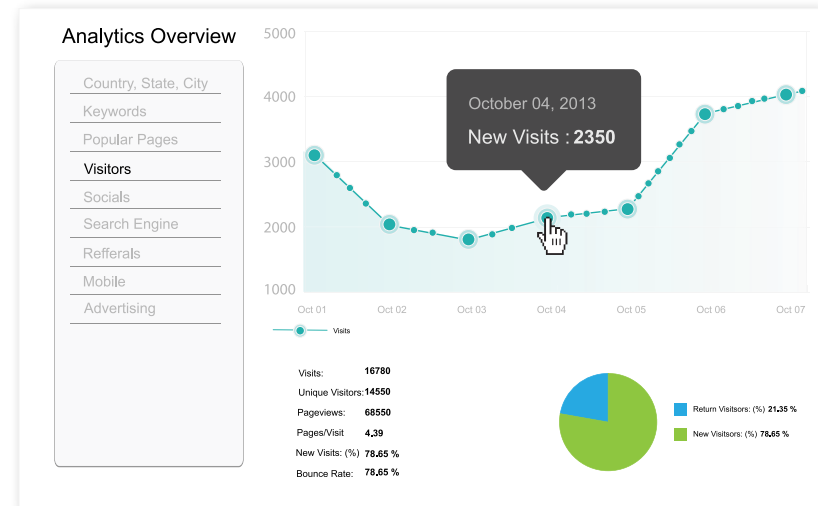 Analytics Overview
Country, State, City
Keywords
Popular Pages
Visitors
Socials
Search Engine
Refferals
Mobile
Advertising
5000
4000
3000
2000
1000
October 04, 2013
New Visits : 2350
Oct 01 Oct 02 Oct 03 Oct 04 Oct 05 Oct 06 Oct 07
Visits
Visits: 16780
Unique Visitors: 14550
Pageviews: 68550
Pages/Visit 4.39
New Visits: (%) 78.65 %
Bounce Rate: 78.65 %
Return Visitsors: (%) 21.35 %
New Visitsors: (%) 78.65 %